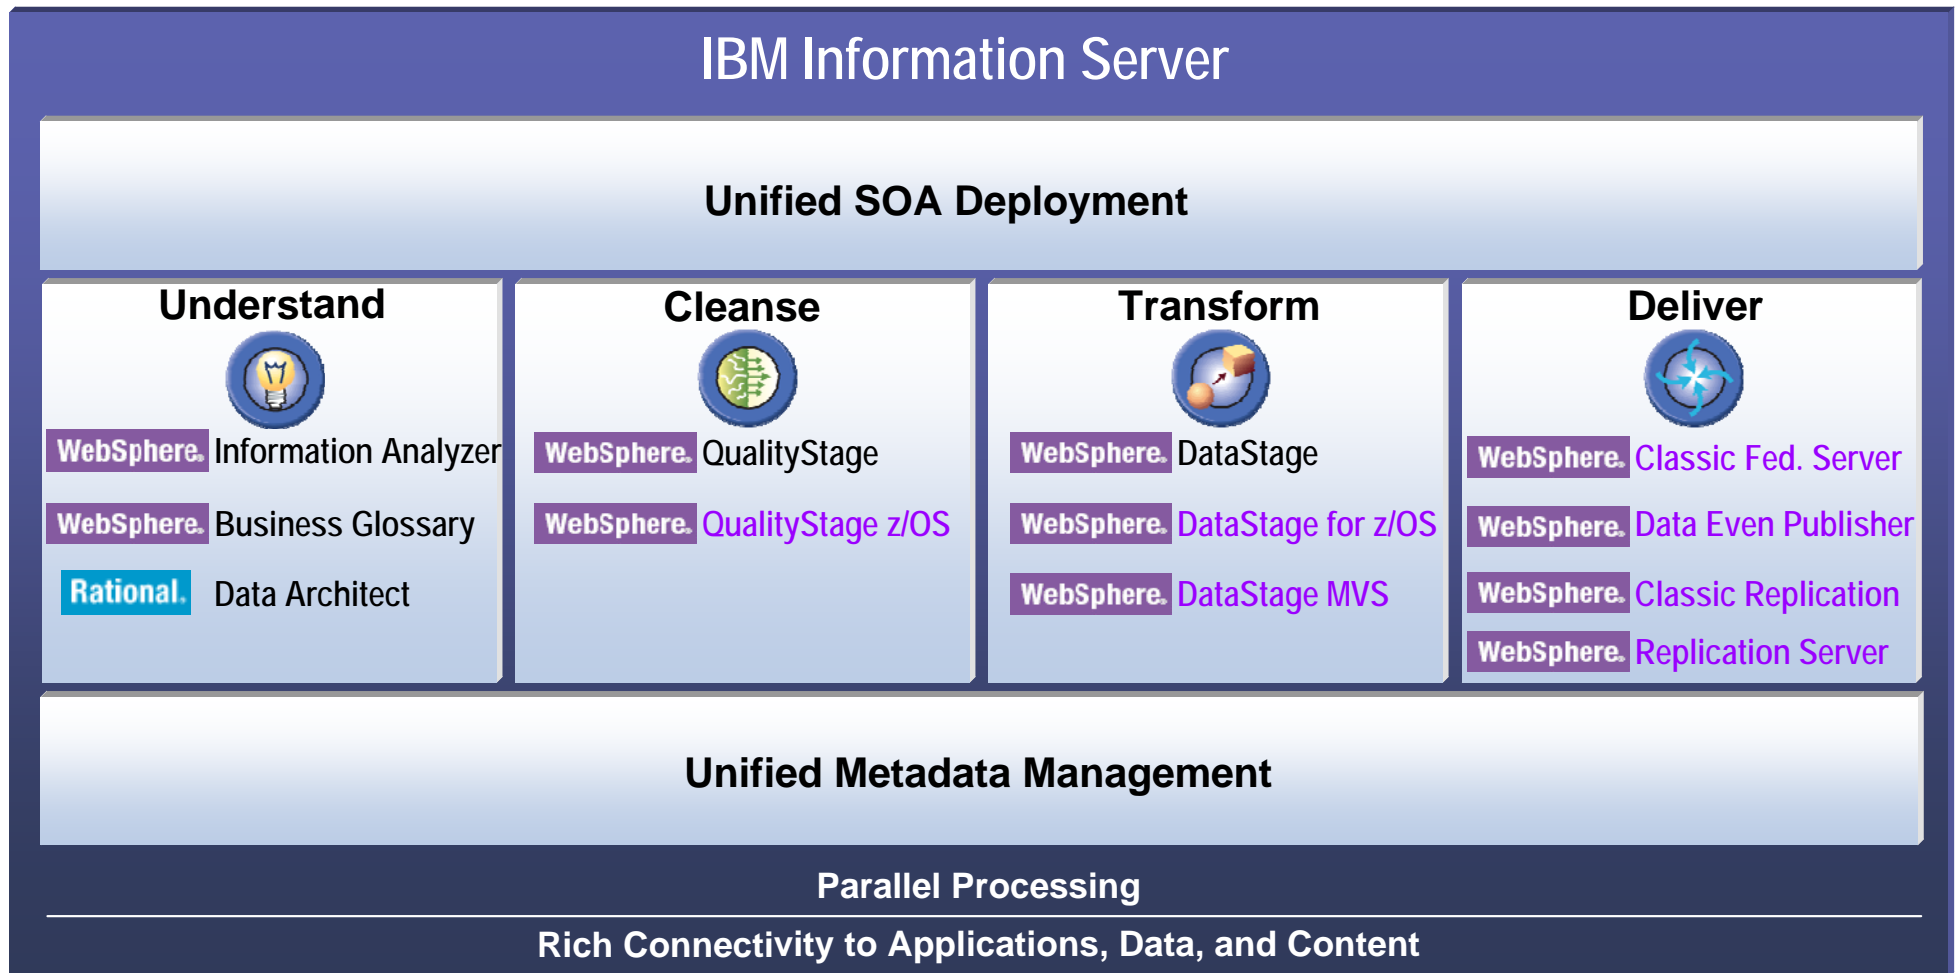 IBM Information Server
Unified SOA Deployment
Understand
WebSphere. Information Analyzer
WebSphere. Business Glossary
Rational. Data Architect
Cleanse
WebSphere. QualityStage
WebSphere. QualityStage z/OS
Transform
WebSphere. DataStage
WebSphere. DataStage for z/OS
WebSphere. DataStage MVS
Deliver
WebSphere. Classic Fed. Server
WebSphere. Data Even Publisher
WebSphere. Classic Replication
WebSphere. Replication Server
Unified Metadata Management
Parallel Processing
Rich Connectivity to Applications, Data, and Content